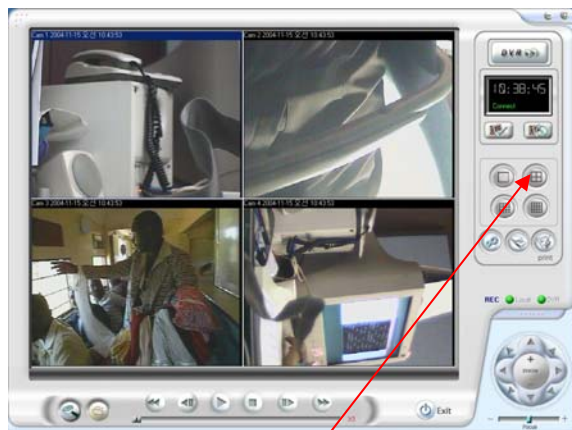 Cam 1 2004-11-15 오전 10:43:53
Cam 2 2004-11-15 오전 10:43:53
Cam 3 2004-11-15 오전 10:43:53
Cam 4 2004-11-15 오전 10:43:53
DVR
10:38:45
Connect
print
REC Local DVR
ZOOM
x0
Exit
Focus